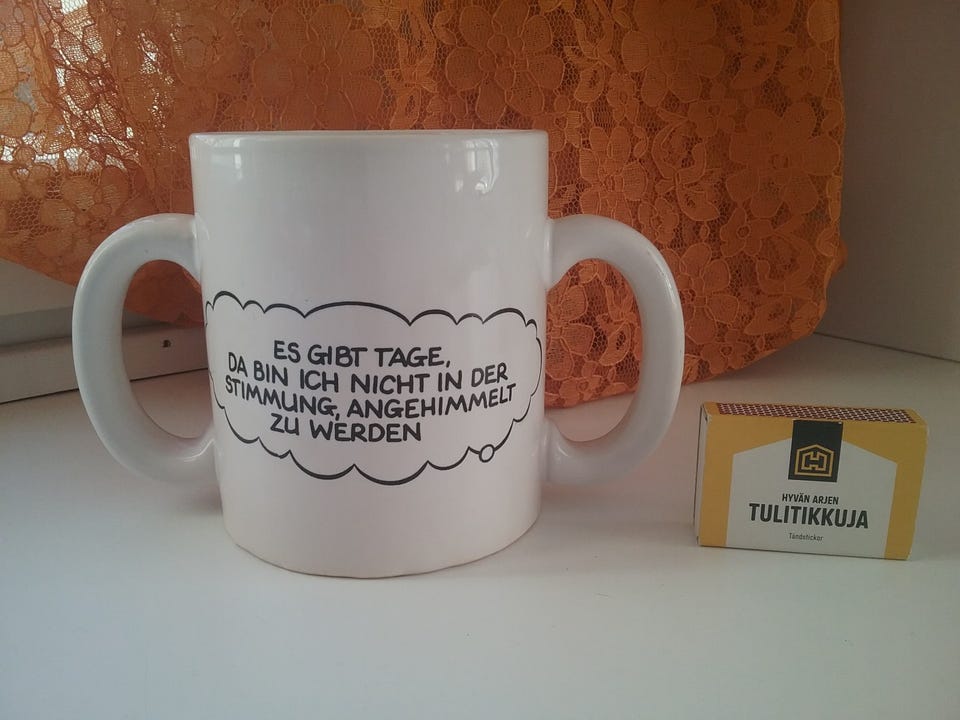 ES GIBT TAGE,
DA BIN ICH NICHT IN DER
STIMMUNG, ANGEHIMMELT
ZU WERDEN
HYVÄN ARJEN
TULITIKKUJA
Tändstickor